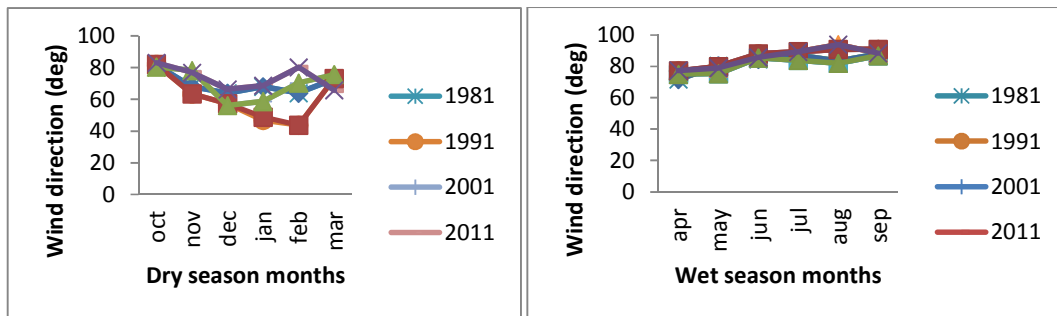 Wind direction (deg)
100
80
60
40
20
0
oct
nov
dec
jan
feb
mar
Dry season months
1981
1991
2001
2011
Wind direction (deg)
100
80
60
40
20
0
apr
may
jun
jul
aug
sep
Wet season months
1981
1991
2001
2011